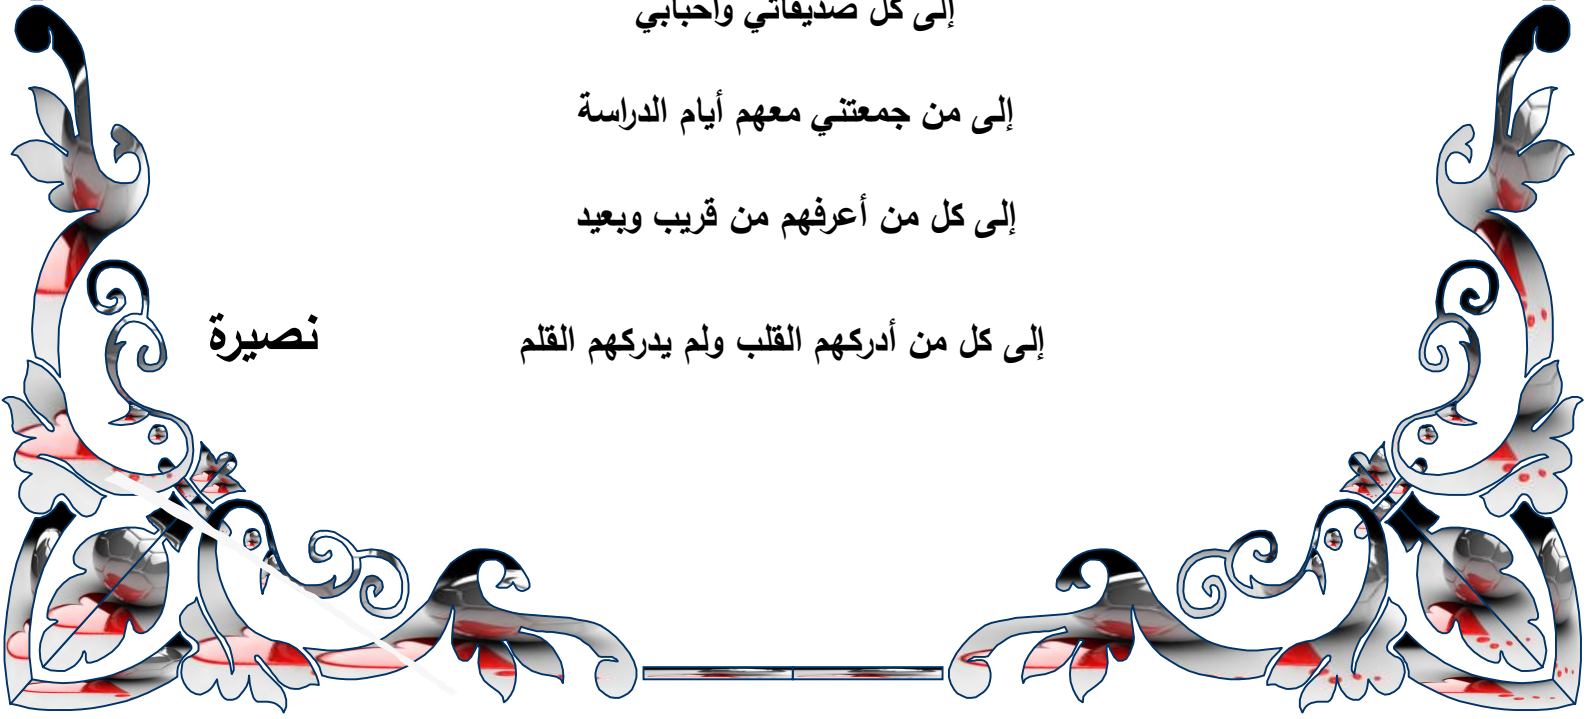 إلى كل صديقاتي وأحبابي
إلى من جمعتني معهم أيام الدراسة
إلى كل من أعرفهم من قريب وبعيد
إلى كل من أدركهم القلب ولم يدركهم القلم
نصيرة